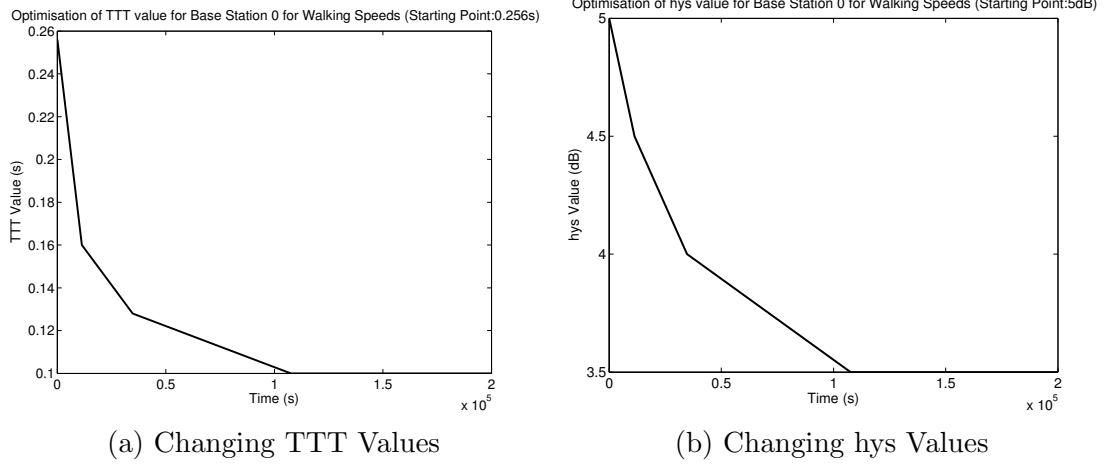 Optimisation of TTT value for Base Station 0 for Walking Speeds (Starting Point:0.256s)
0.26
0.24
0.22
0.2
0.18
0.16
0.14
0.12
0.1
TTT Value (s)
0
0.5
1
1.5
2
Time (s)
x 10^5
(a) Changing TTT Values
Optimisation of hys value for Base Station 0 for Walking Speeds (Starting Point:5dB)
5
4.5
4
3.5
hys Value (dB)
0
0.5
1
1.5
2
Time (s)
x 10^5
(b) Changing hys Values